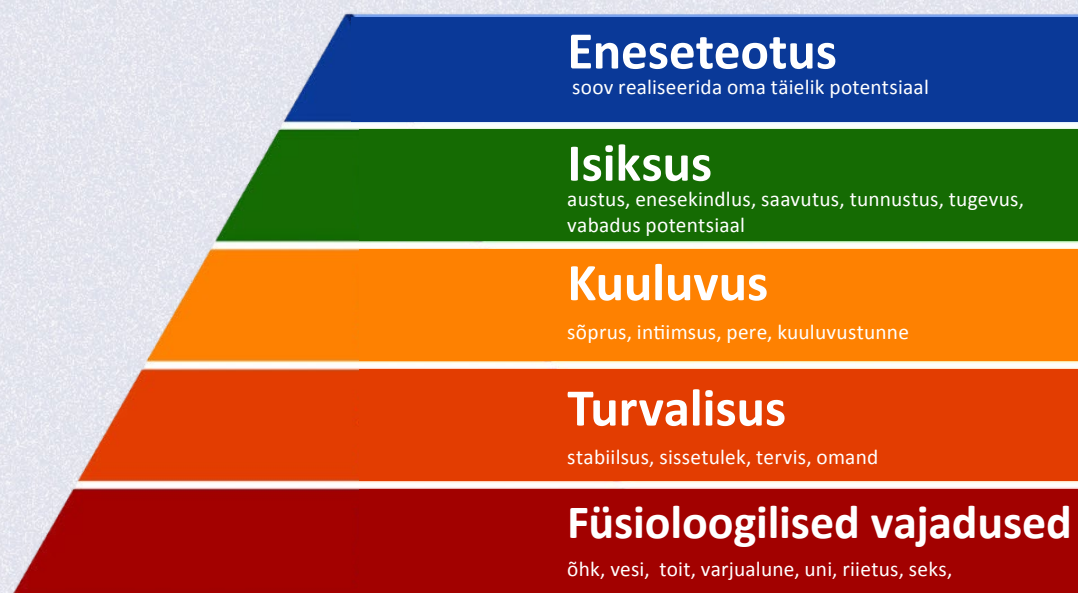 Eneseteotus
soov realiseerida oma täielik potentsiaal
Isiksus
austus, enesekindlus, saavutus, tunnustus, tugevus,
vabadus potentsiaal
Kuuluvus
sõprus, intiimsus, pere, kuuluvustunne
Turvalisus
stabiilsus, sissetulek, tervis, omand
Füsioloogilised vajadused
õhk, vesi, toit, varjualune, uni, riietus, seks,